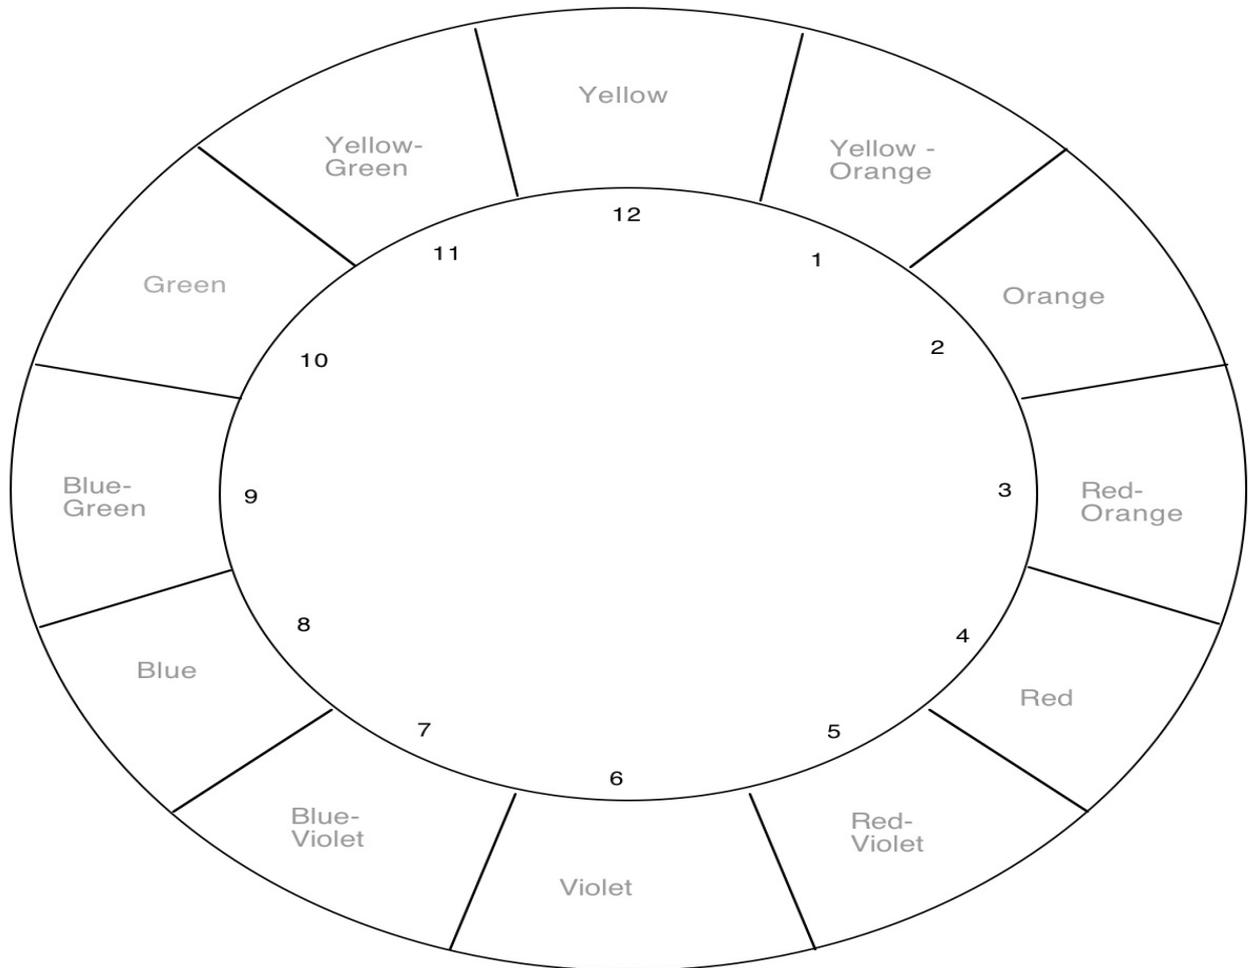 Yellow
Yellow-
Green
Yellow -
Orange
12
11
1
Green
Orange
10
2
Blue-
Green
9
3
Red-
Orange
8
4
Blue
Red
7
5
6
Blue-
Violet
Red-
Violet
Violet